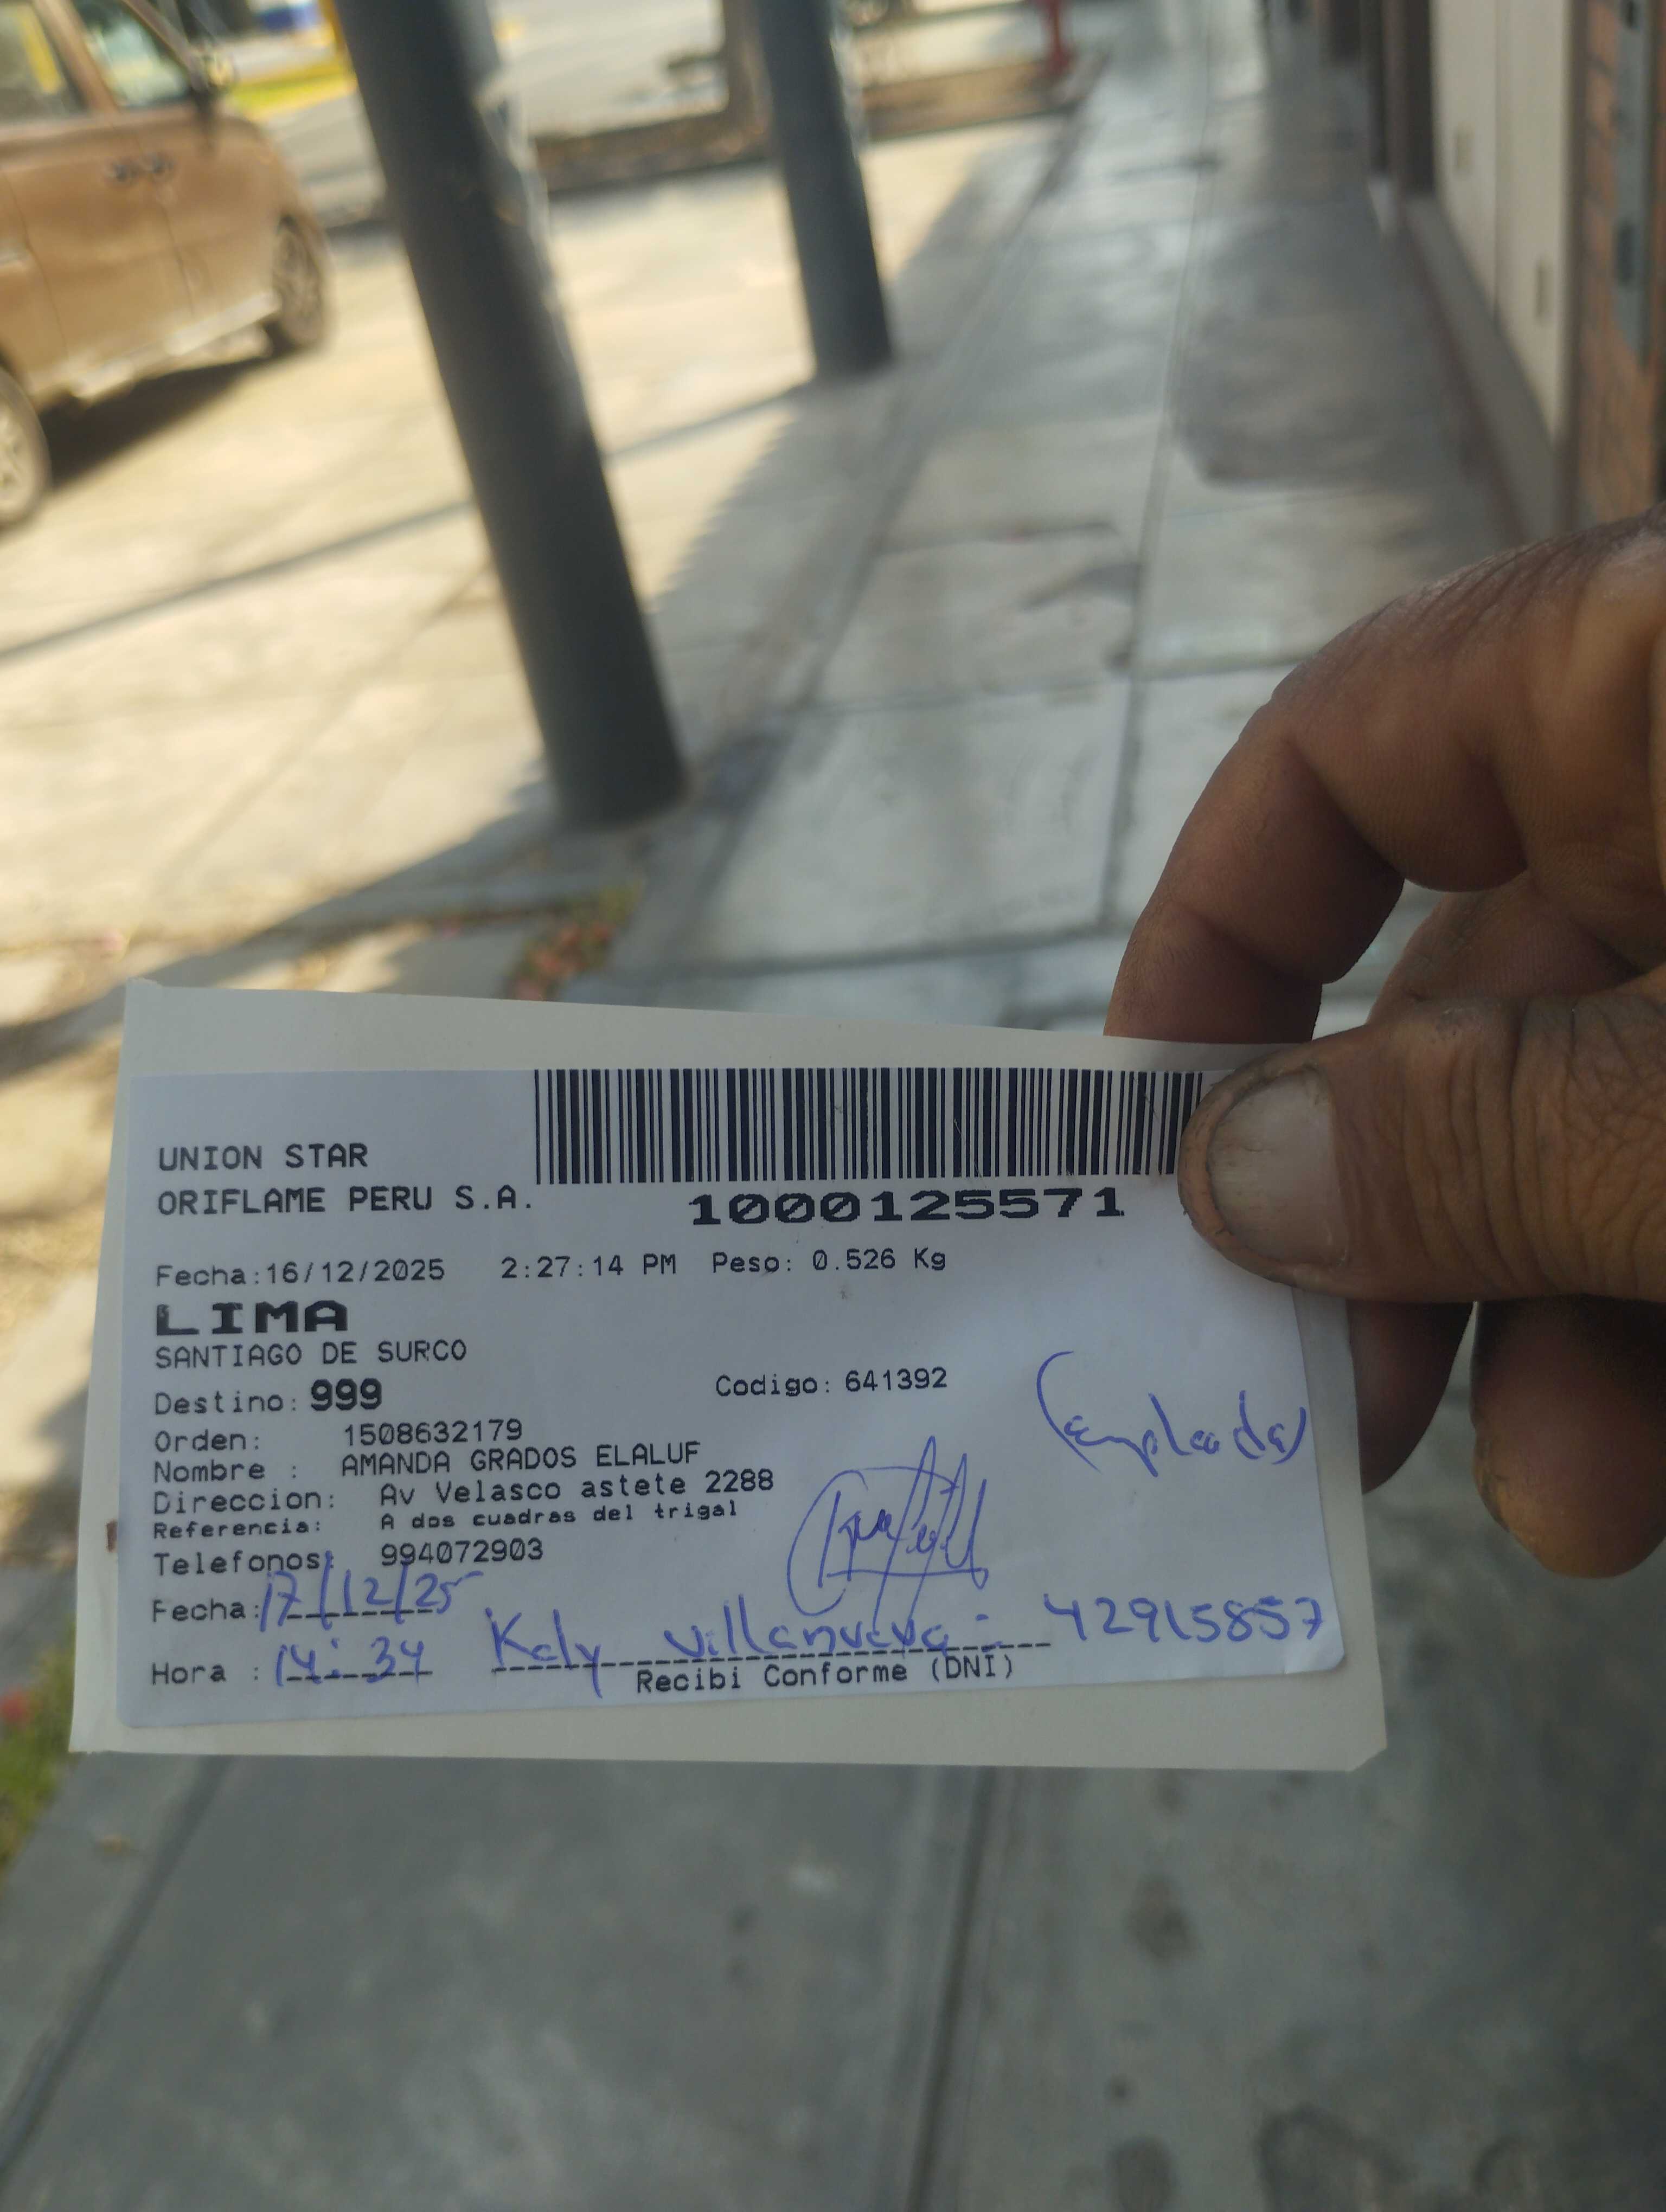 UNION STAR
ORIFLAME PERU S.A.
1000125571
Fecha:16/12/2025 2:27:14 PM Peso: 0.526 Kg
LIMA
SANTIAGO DE SURCO
Destino: 999 Codigo: 641392
(empleada)
Orden: 1508632179
Nombre : AMANDA GRADOS ELALUF
Direccion: Av Velasco astete 2288
Referencia: A dos cuadras del trigal
Telefonos: 994072903
Fecha: 17/12/25
Hora : 14:34 Kely Villanueva - 42915857
Recibi Conforme (DNI)